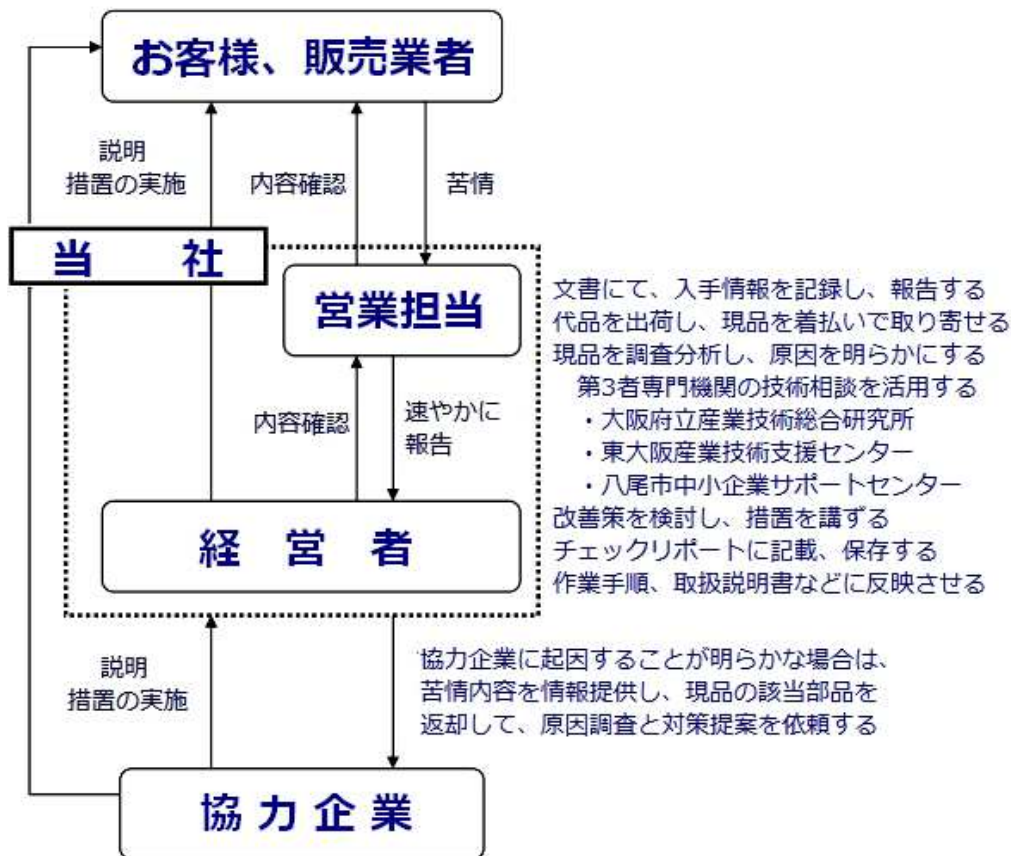 お客様、販売業者
説明
措置の実施
内容確認
苦情
当 社
営業担当
文書にて、入手情報を記録し、報告する
代品を出荷し、現品を着払いで取り寄せる
現品を調査分析し、原因を明らかにする
第3者専門機関の技術相談を活用する
・大阪府立産業技術総合研究所
・東大阪産業技術支援センター
・八尾市中小企業サポートセンター
改善策を検討し、措置を講ずる
チェックリポートに記載、保存する
作業手順、取扱説明書などに反映させる
内容確認
速やかに
報告
経 営 者
説明
措置の実施
協力企業に起因することが明らかな場合は、
苦情内容を情報提供し、現品の該当部品を
返却して、原因調査と対策提案を依頼する
協 力 企 業